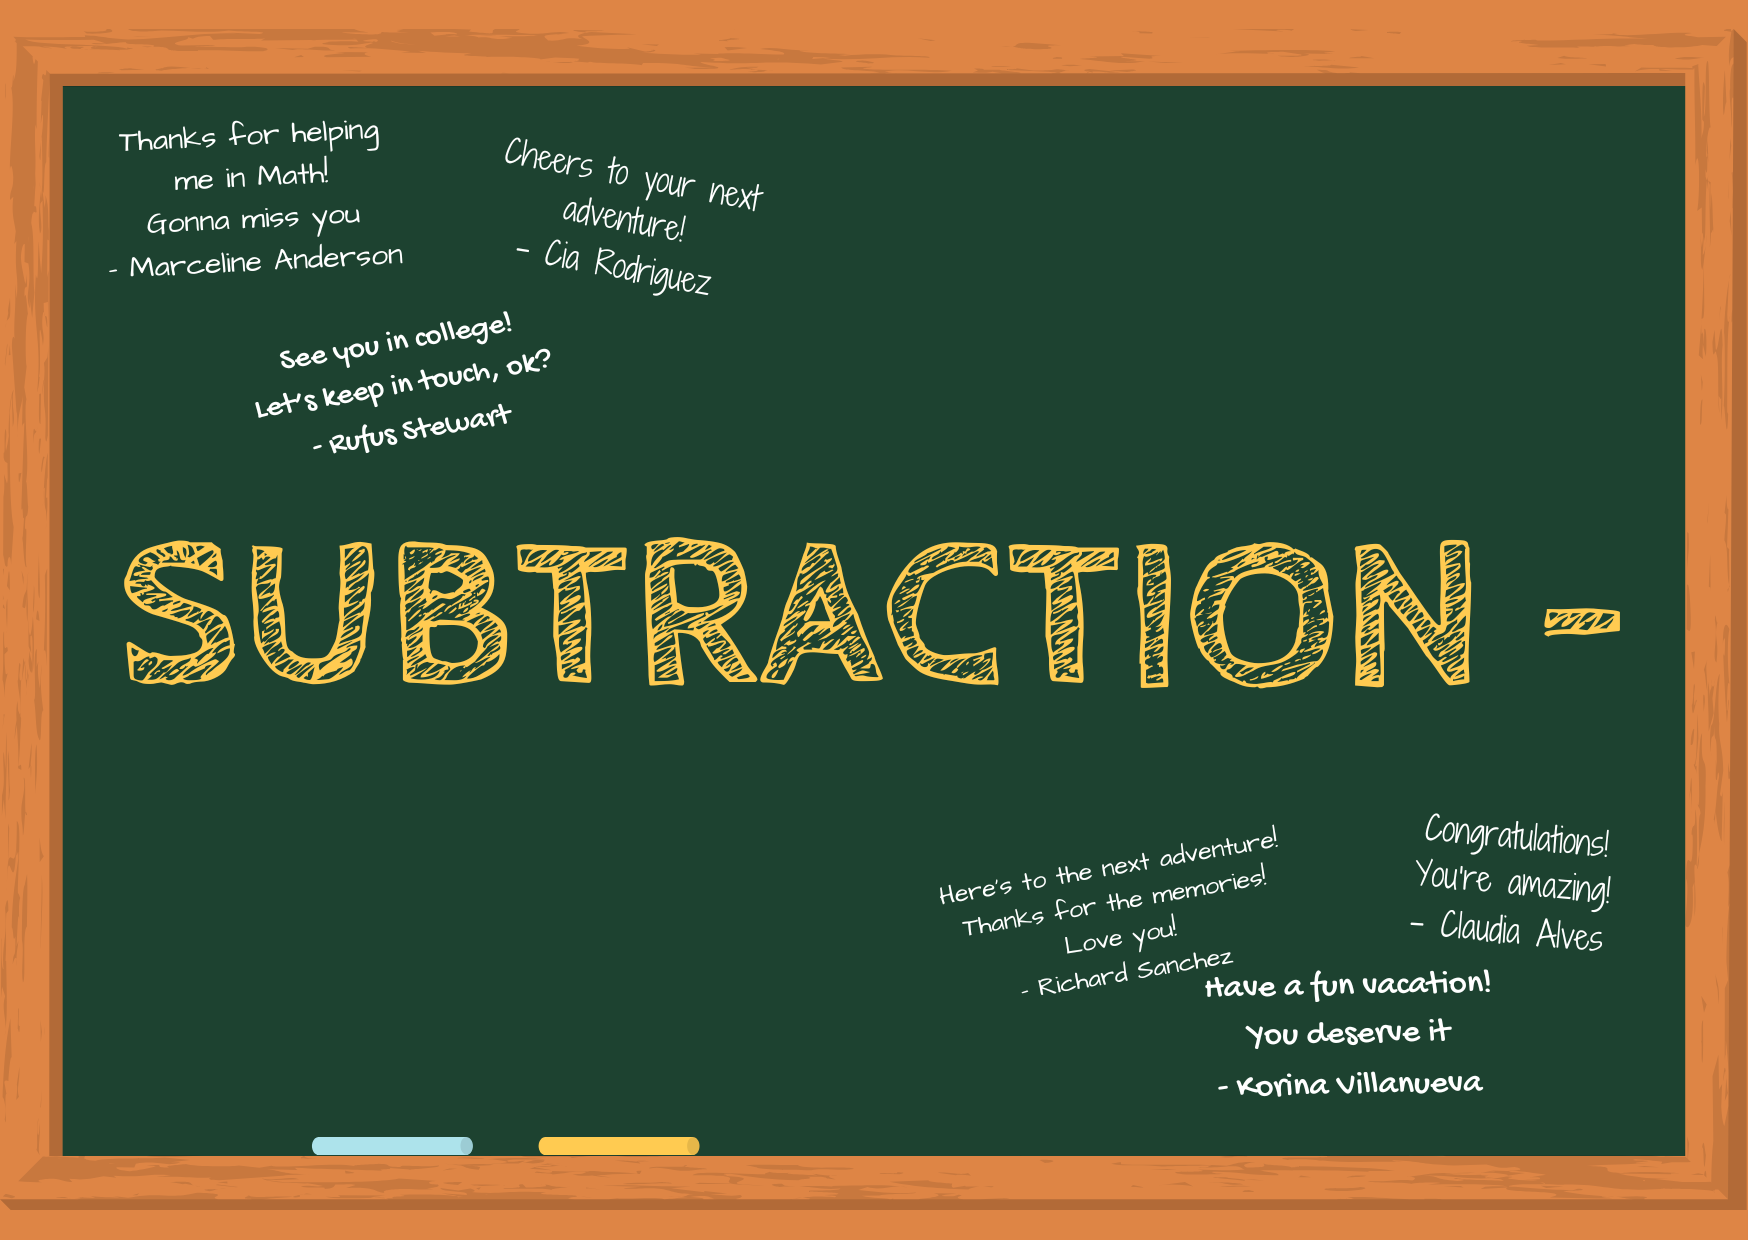 Thanks for helping
me in Math!
Gonna miss you
- Marceline Anderson
Cheers to your next
adventure!
- Cia Rodriguez
See you in college!
Let's keep in touch, ok?
- Rufus Stewart
SUBTRACTION -
Here's to the next adventure!
Thanks for the memories!
Love you!
- Richard Sanchez
Congratulations!
You're amazing!
- Claudia Alves
Have a fun vacation!
You deserve it
- Korina Villanueva